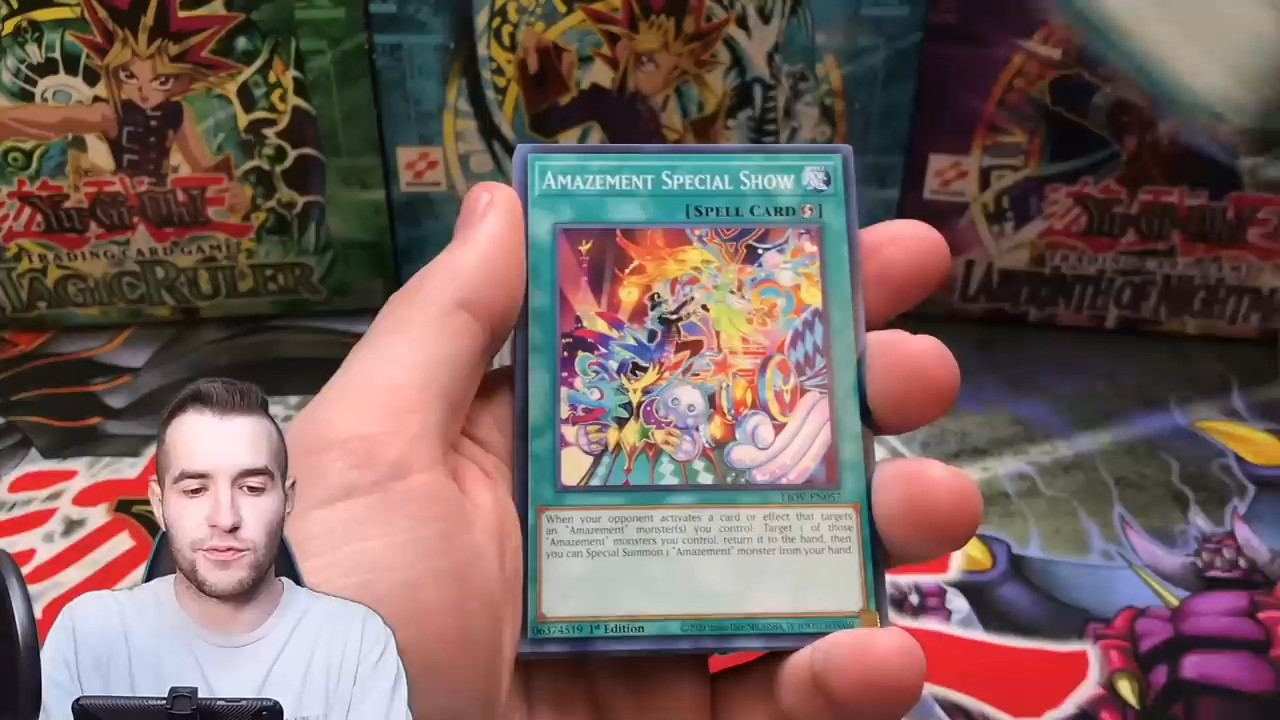 Yu-Gi-Oh!
TRADING CARD GAME
MAGIC RULER
Yu-Gi-Oh!
LABYRINTH OF NIGHTM
AMAZEMENT SPECIAL SHOW
[SPELL CARD]
LIOV-EN057
When your opponent activates a card or effect that targets
an "Amazement" monster(s) you control: Target 1 of those
"Amazement" monsters you control, return it to the hand, then
you can Special Summon 1 "Amazement" monster from your hand.
06374519 1st Edition